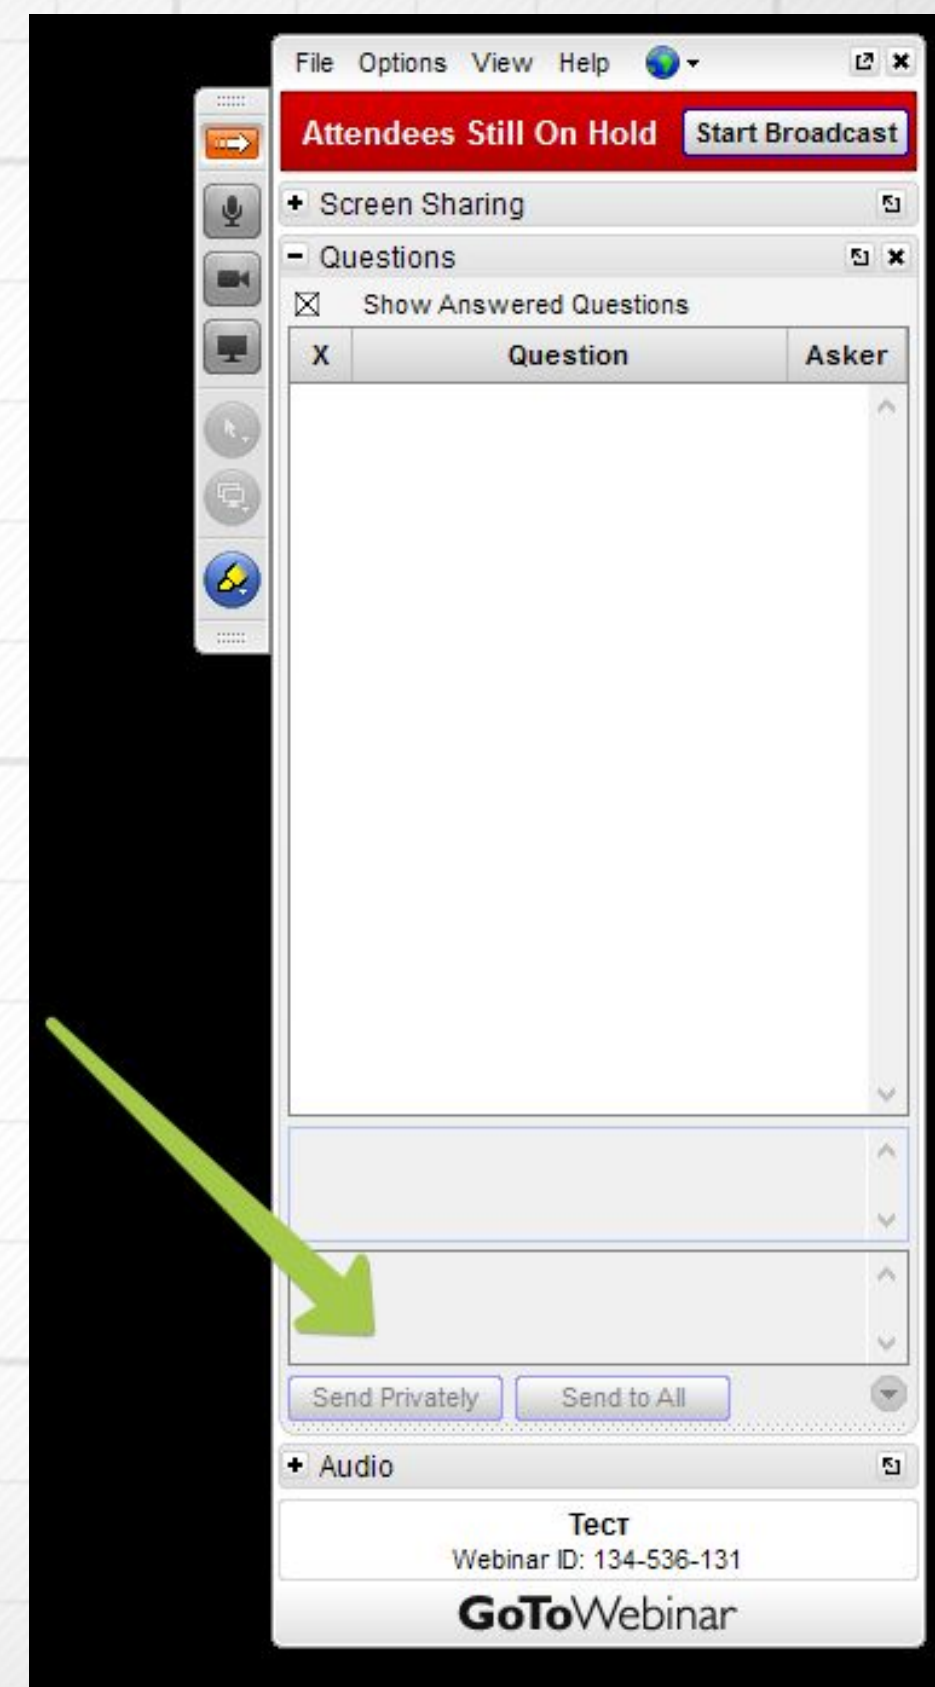 File Options View Help
Attendees Still On Hold Start Broadcast
Screen Sharing
Questions
Show Answered Questions
X Question Asker
Send Privately Send to All
Audio
Тест
Webinar ID: 134-536-131
GoToWebinar